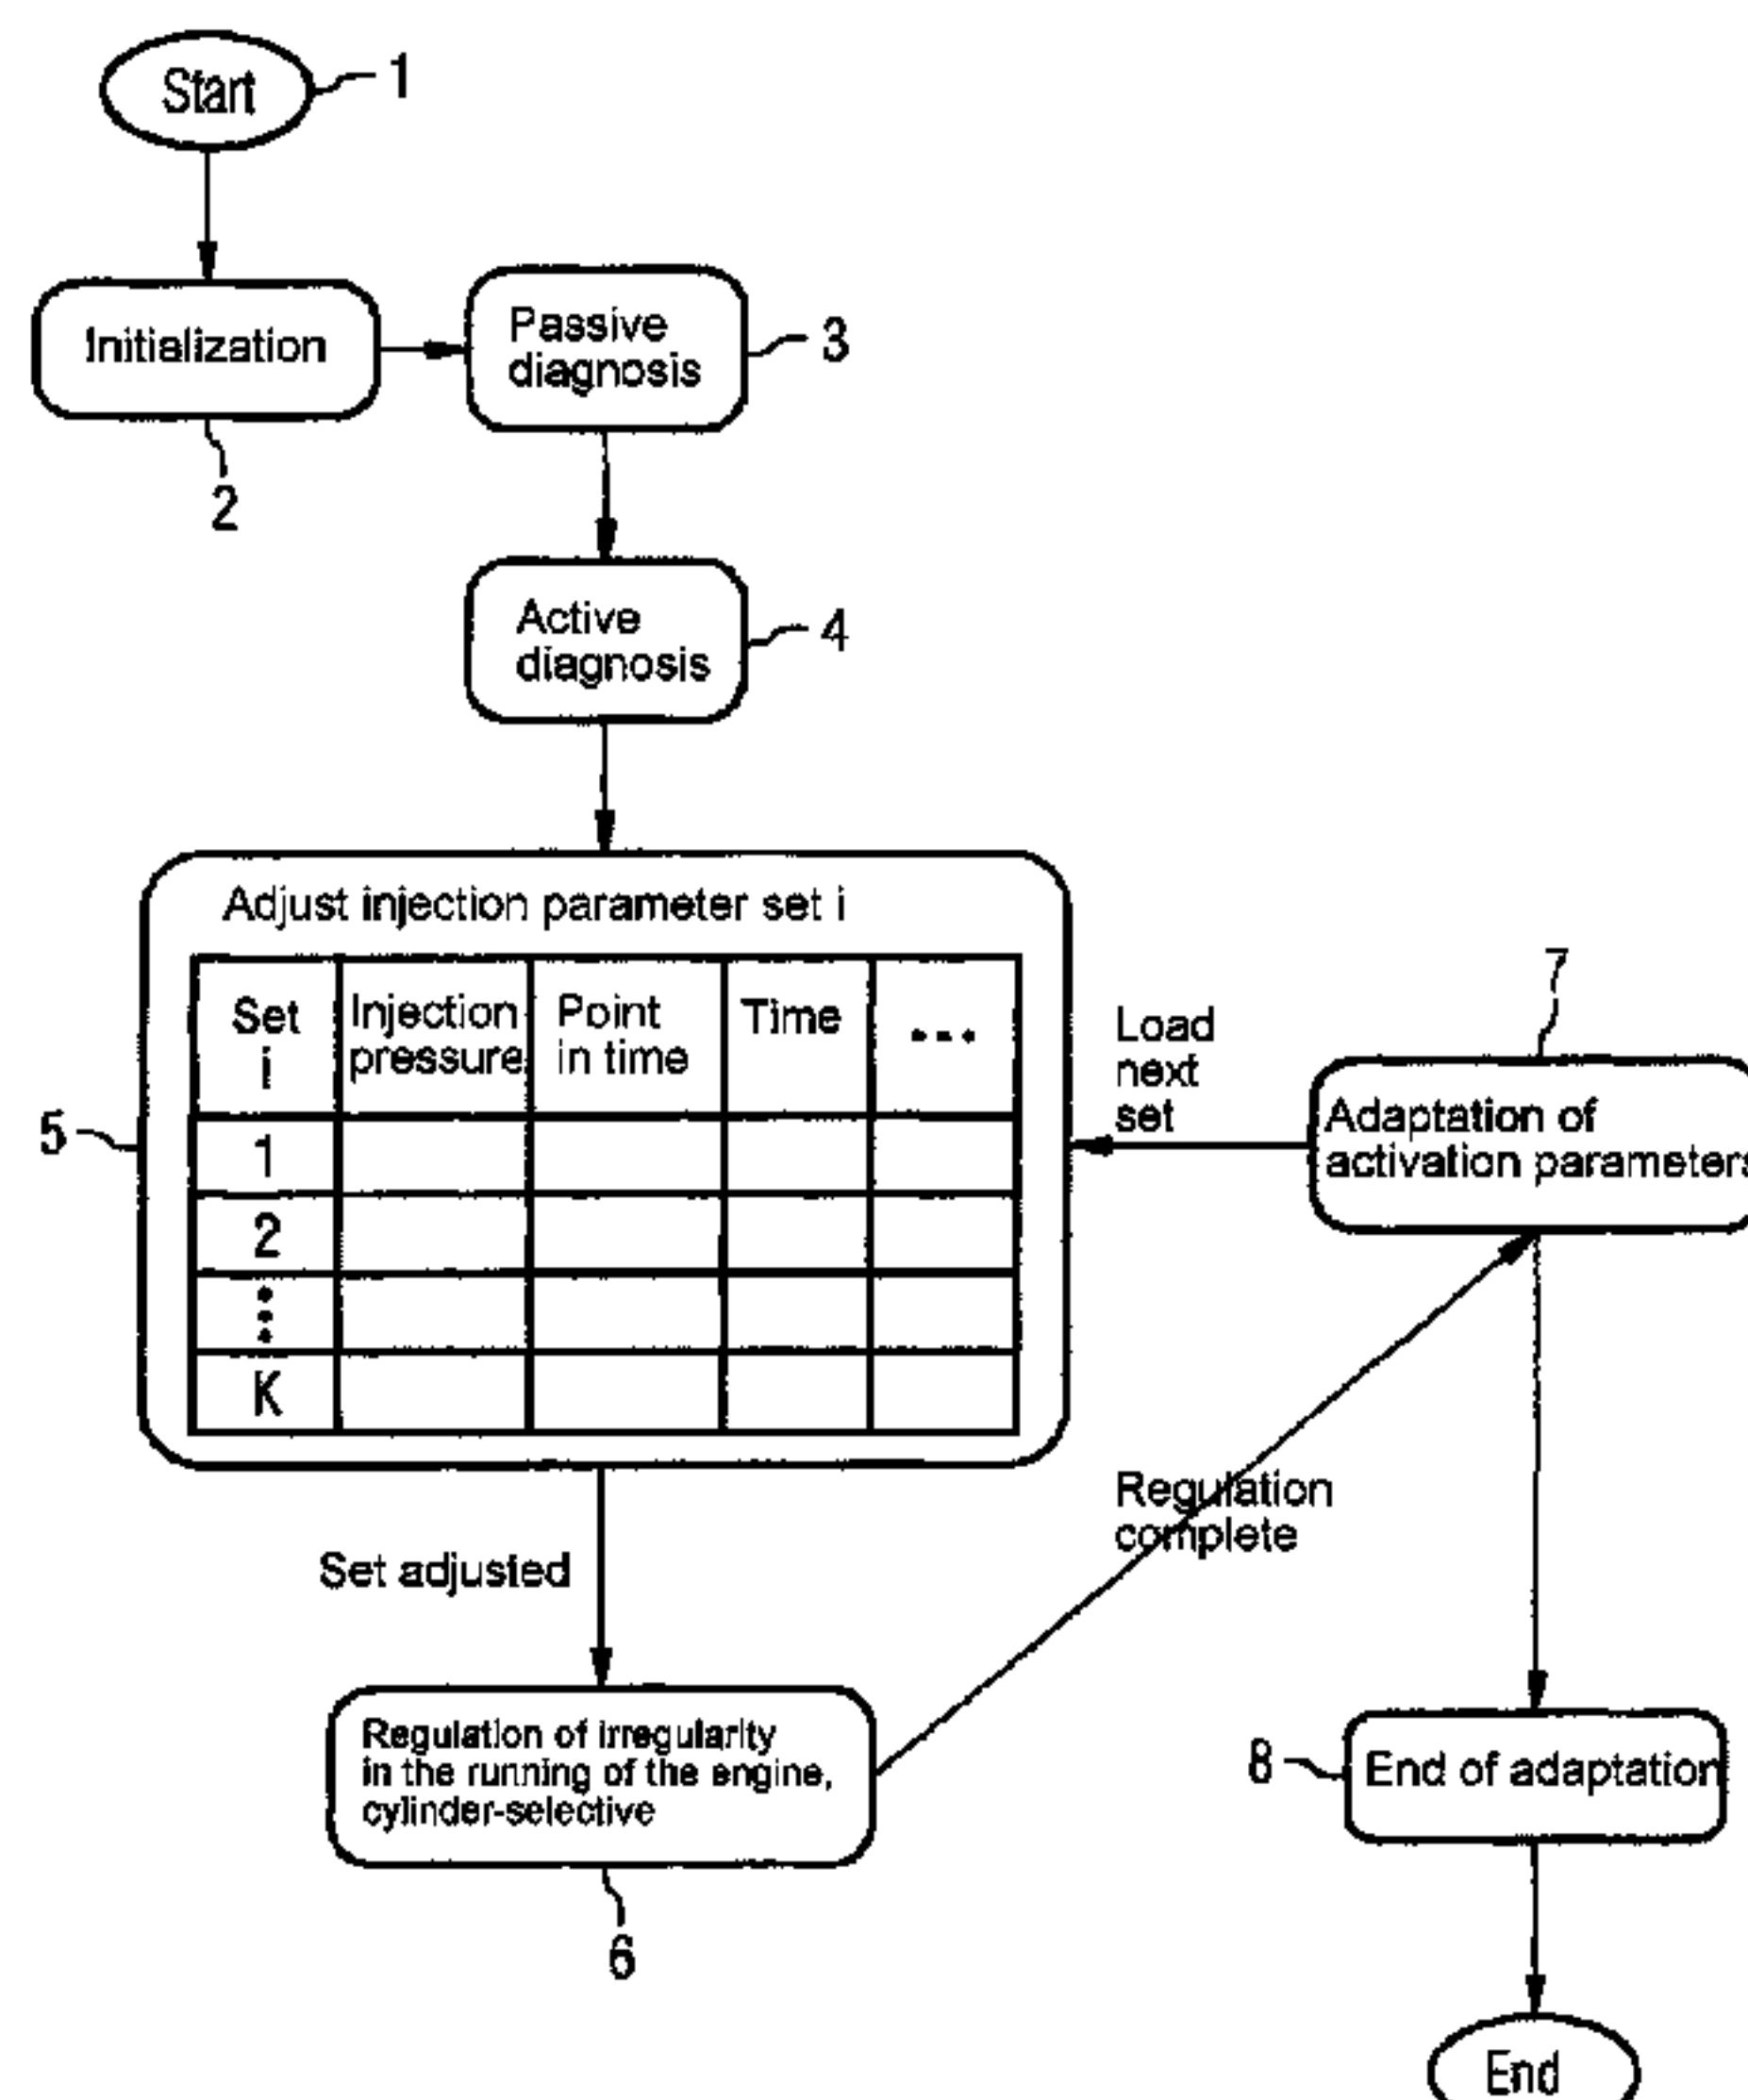 Start
1
Initialization
2
Passive
diagnosis
3
Active
diagnosis
4
Adjust injection parameter set i
Set
i
Injection
pressure
Point
in time
Time
...
1
2
⋮
K
5
Load
next
set
7
Adaptation of
activation parameters
Set adjusted
Regulation
complete
Regulation of irregularity
in the running of the engine,
cylinder-selective
6
8
End of adaptation
End